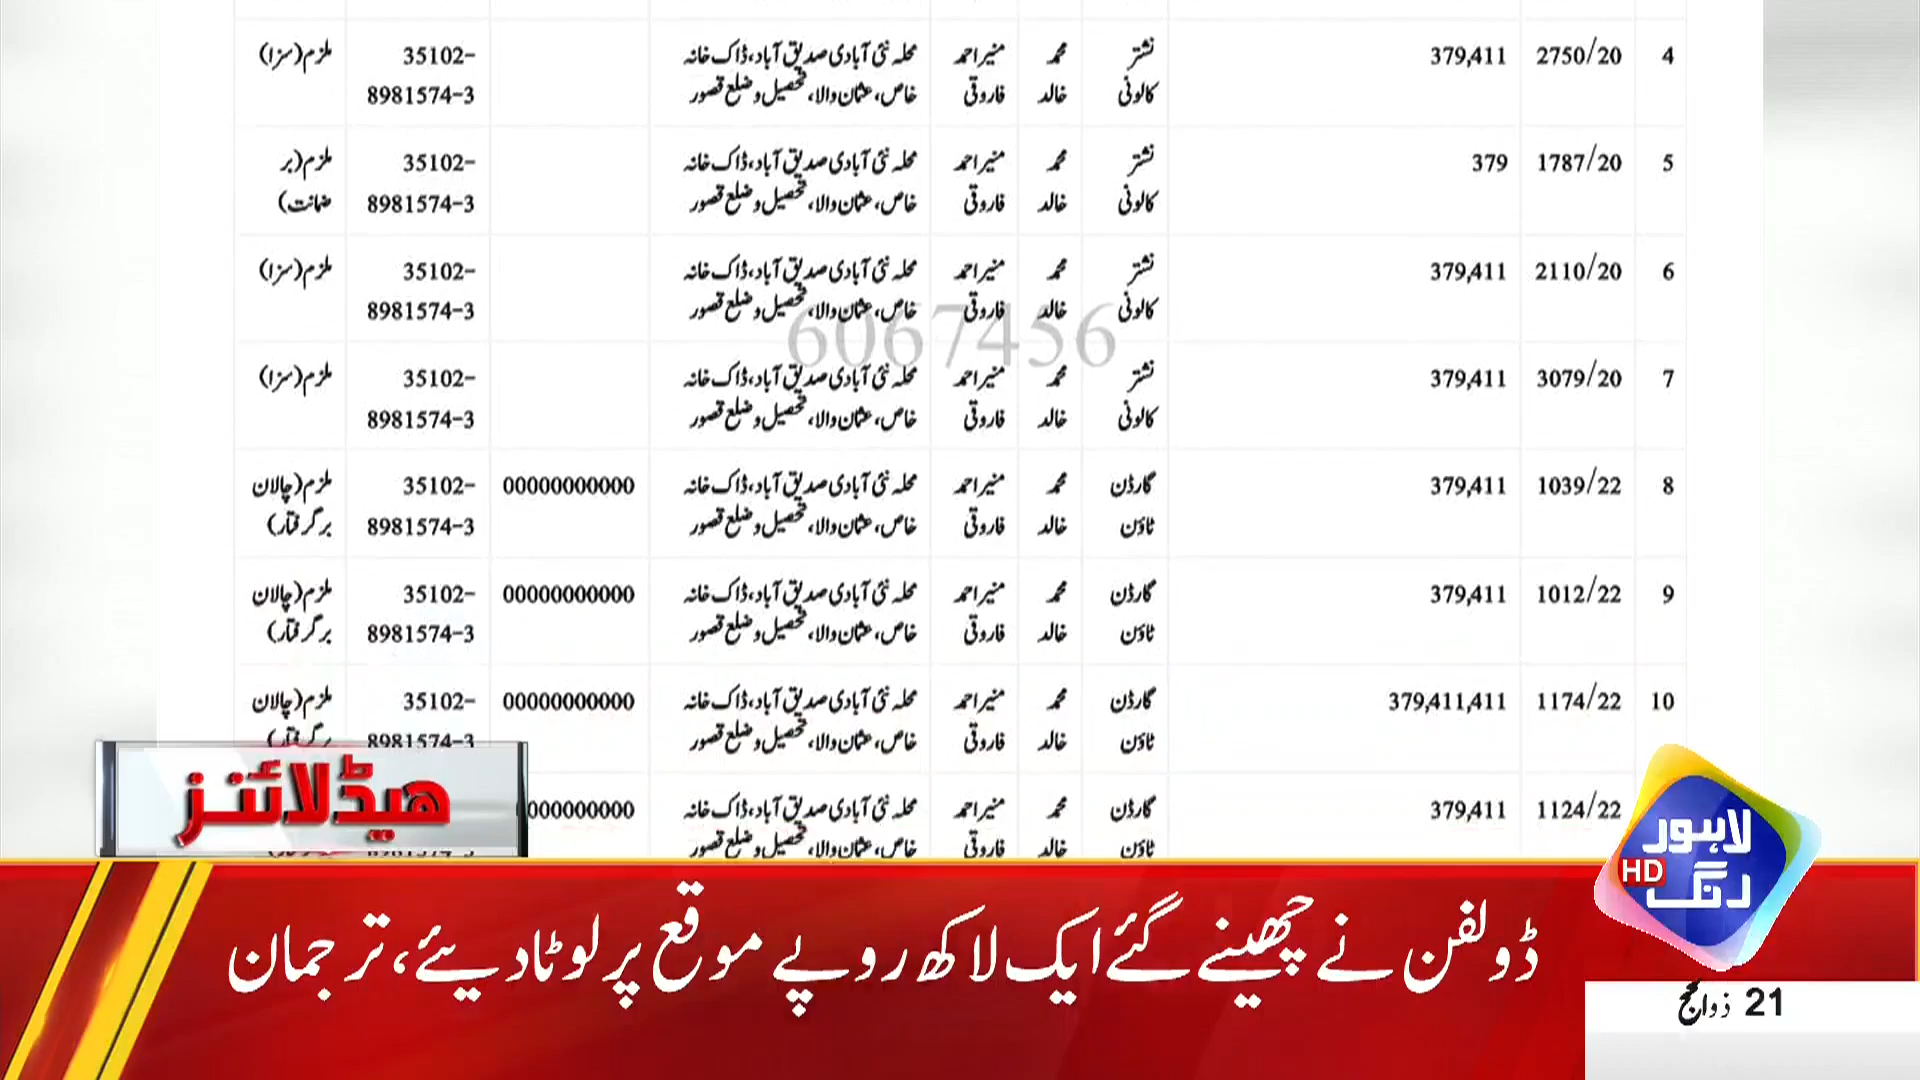 4 2750/20 379,411 نشتر محمد منیر احمد محلہ نئی آبادی صدیق آباد، ڈاک خانہ 35102- ملزم(سزا)
کالونی خالد فاروقی خاص، عثمان والا، تحصیل و ضلع قصور 8981574-3
5 1787/20 379 نشتر محمد منیر احمد محلہ نئی آبادی صدیق آباد، ڈاک خانہ 35102- ملزم(بر
کالونی خالد فاروقی خاص، عثمان والا، تحصیل و ضلع قصور 8981574-3 ضمانت)
6 2110/20 379,411 نشتر محمد منیر احمد محلہ نئی آبادی صدیق آباد، ڈاک خانہ 35102- ملزم(سزا)
کالونی خالد فاروقی خاص، عثمان والا، تحصیل و ضلع قصور 8981574-3
6067456
7 3079/20 379,411 نشتر محمد منیر احمد محلہ نئی آبادی صدیق آباد، ڈاک خانہ 35102- ملزم(سزا)
کالونی خالد فاروقی خاص، عثمان والا، تحصیل و ضلع قصور 8981574-3
8 1039/22 379,411 گارڈن محمد منیر احمد محلہ نئی آبادی صدیق آباد، ڈاک خانہ 00000000000 35102- ملزم(چالان
ٹاؤن خالد فاروقی خاص، عثمان والا، تحصیل و ضلع قصور 8981574-3 بر گرفتار)
9 1012/22 379,411 گارڈن محمد منیر احمد محلہ نئی آبادی صدیق آباد، ڈاک خانہ 00000000000 35102- ملزم(چالان
ٹاؤن خالد فاروقی خاص، عثمان والا، تحصیل و ضلع قصور 8981574-3 بر گرفتار)
10 1174/22 379,411,411 گارڈن محمد منیر احمد محلہ نئی آبادی صدیق آباد، ڈاک خانہ 00000000000 35102- ملزم(چالان
ٹاؤن خالد فاروقی خاص، عثمان والا، تحصیل و ضلع قصور 8981574-3 بر گرفتار)
1124/22 379,411 گارڈن محمد منیر احمد محلہ نئی آبادی صدیق آباد، ڈاک خانہ 0000000000
ٹاؤن خالد فاروقی خاص، عثمان والا، تحصیل و ضلع قصور
ھیڈلائنز
لاہور
رنگ HD
ڈولفن نے چھینے گئے ایک لاکھ روپے موقع پر لوٹا دیئے، ترجمان
21 ذوالحج